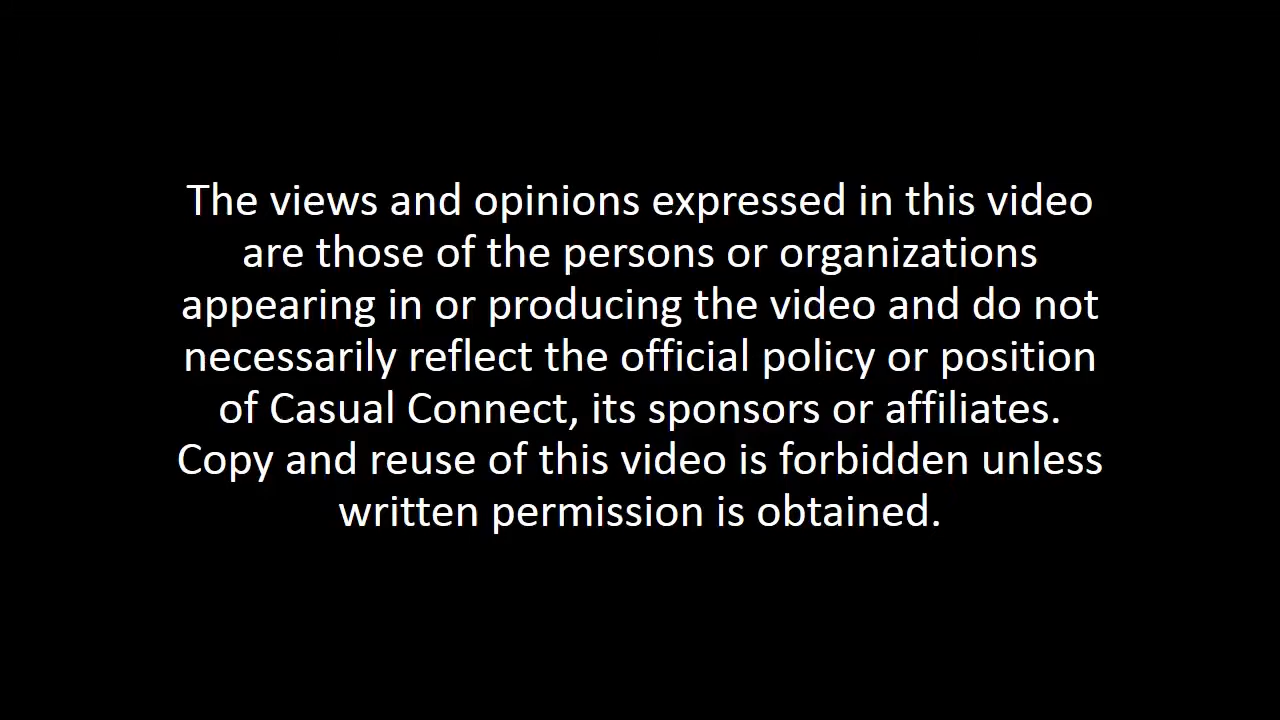 The views and opinions expressed in this video
are those of the persons or organizations
appearing in or producing the video and do not
necessarily reflect the official policy or position
of Casual Connect, its sponsors or affiliates.
Copy and reuse of this video is forbidden unless
written permission is obtained.